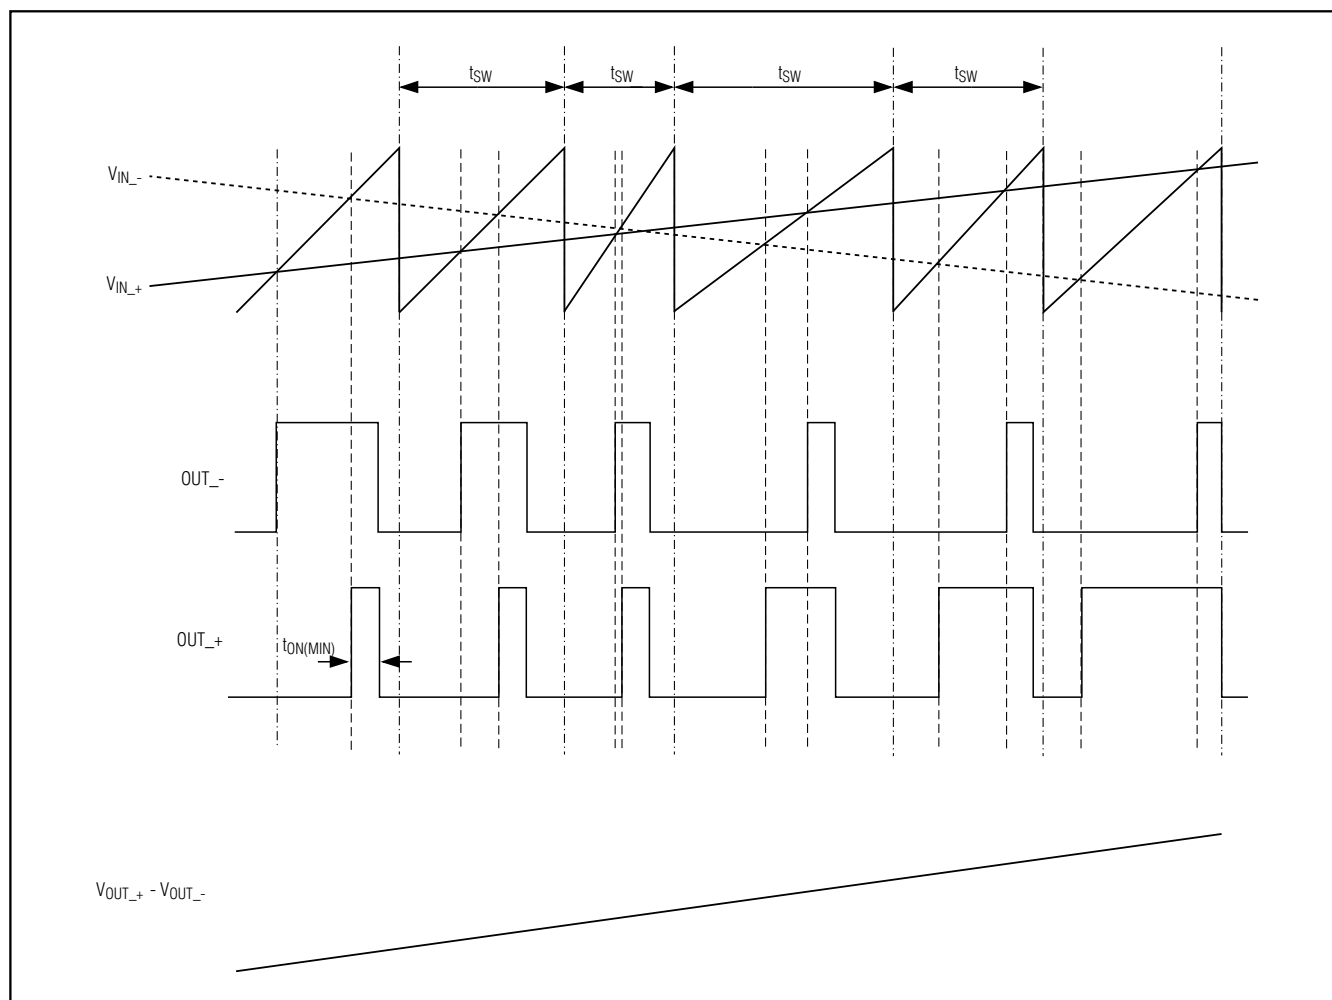 tSW tSW tSW tSW
VIN_-
VIN_+
OUT_-
OUT_+
tON(MIN)
VOUT_+ - VOUT_-